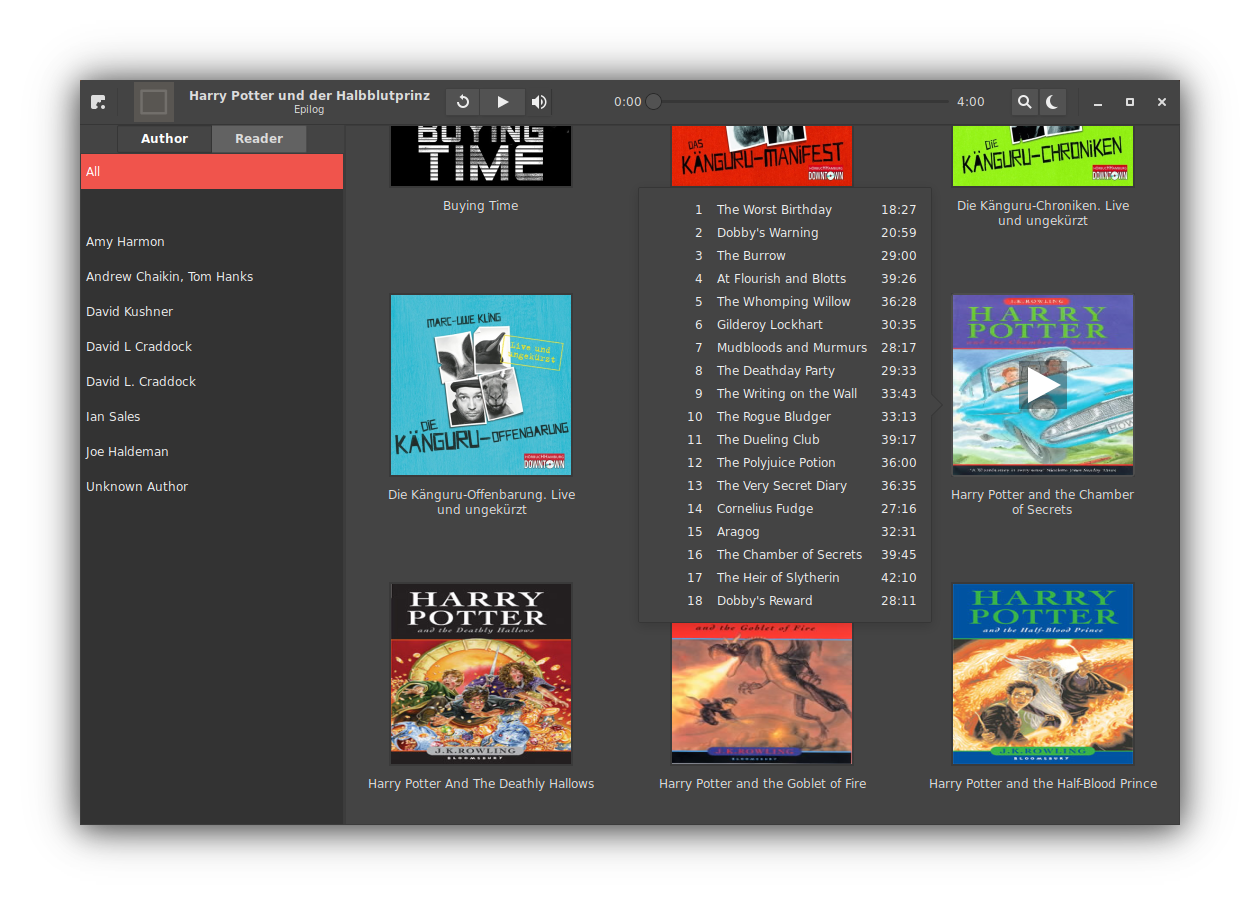 Harry Potter und der Halbblutprinz
Epilog
0:00
4:00
Author
Reader
All
Amy Harmon
Andrew Chaikin, Tom Hanks
David Kushner
David L Craddock
David L. Craddock
Ian Sales
Joe Haldeman
Unknown Author
BUYING
TIME
Buying Time
DAS
KÄNGURU-MANIFEST
DOWNTOWN
DIE
KÄNGURU-CHRONIKEN
DOWNTOWN
Die Känguru-Chroniken. Live
und ungekürzt
1 The Worst Birthday 18:27
2 Dobby's Warning 20:59
3 The Burrow 29:00
4 At Flourish and Blotts 39:26
5 The Whomping Willow 36:28
6 Gilderoy Lockhart 30:35
7 Mudbloods and Murmurs 28:17
8 The Deathday Party 29:33
9 The Writing on the Wall 33:43
10 The Rogue Bludger 33:13
11 The Dueling Club 39:17
12 The Polyjuice Potion 36:00
13 The Very Secret Diary 36:35
14 Cornelius Fudge 27:16
15 Aragog 32:31
16 The Chamber of Secrets 39:45
17 The Heir of Slytherin 42:10
18 Dobby's Reward 28:11
MARC-UWE KLING
Live und
ungekürzt
DIE
KÄNGURU-OFFENBARUNG
DOWNTOWN
Die Känguru-Offenbarung. Live
und ungekürzt
J.K.ROWLING
HARRY
POTTER
and the Chamber of Secrets
Harry Potter and the Chamber
of Secrets
HARRY
POTTER
and the Deathly Hallows
J.K.ROWLING
BLOOMSBURY
Harry Potter And The Deathly Hallows
and the Goblet of Fire
J.K.ROWLING
Harry Potter and the Goblet of Fire
HARRY
POTTER
and the Half-Blood Prince
J.K.ROWLING
BLOOMSBURY
Harry Potter and the Half-Blood Prince